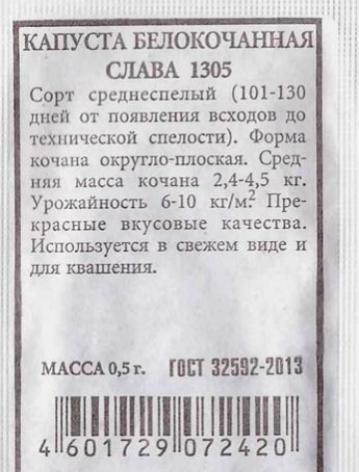 КАПУСТА БЕЛОКОЧАННАЯ
СЛАВА 1305
Сорт среднеспелый (101-130
дней от появления всходов до
технической спелости). Форма
кочана округло-плоская. Сред-
няя масса кочана 2,4-4,5 кг.
Урожайность 6-10 кг/м². Пре-
красные вкусовые качества.
Используется в свежем виде и
для квашения.
МАССА 0,5 г. ГОСТ 32592-2013
4 601729 072420